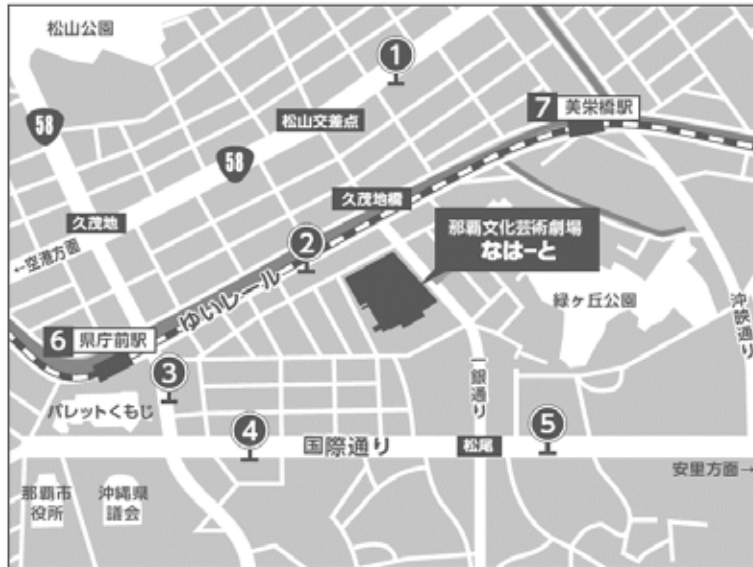 松山公園
1
7 美栄橋駅
58
松山交差点
58
久茂地橋
久茂地
那覇文化芸術劇場
なはーと
2
←空港方面
ゆいレール
緑ヶ丘公園
沖映通り
6 県庁前駅
3
一銀通り
パレットくもじ
4
国際通り
松尾
5
安里方面→
那覇市
役所
沖縄県
議会